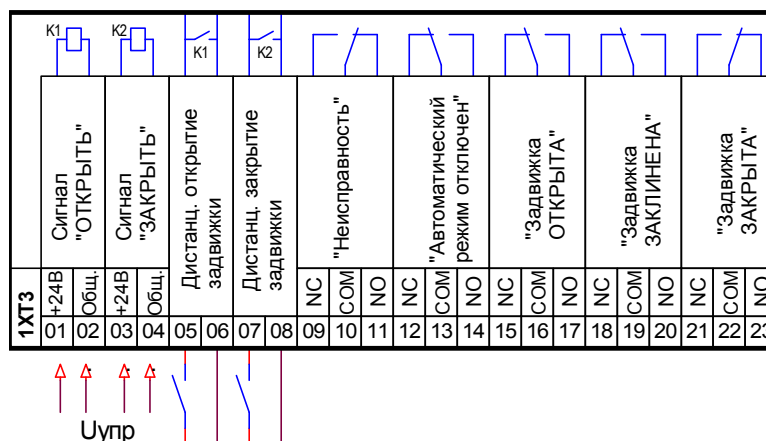 K1
K2
K1
K2
Сигнал
"ОТКРЫТЬ"
Сигнал
"ЗАКРЫТЬ"
Дистанц. открытие
задвижки
Дистанц. закрытие
задвижки
"Неисправность"
"Автоматический
режим отключен"
"Задвижка
ОТКРЫТА"
"Задвижка
ЗАКЛИНЕНА"
"Задвижка
ЗАКРЫТА"
1XT3
+24В Общ. +24В Общ. NC COM NO NC COM NO NC COM NO NC COM NO NC COM NO
01 02 03 04 05 06 07 08 09 10 11 12 13 14 15 16 17 18 19 20 21 22 23
Uупр